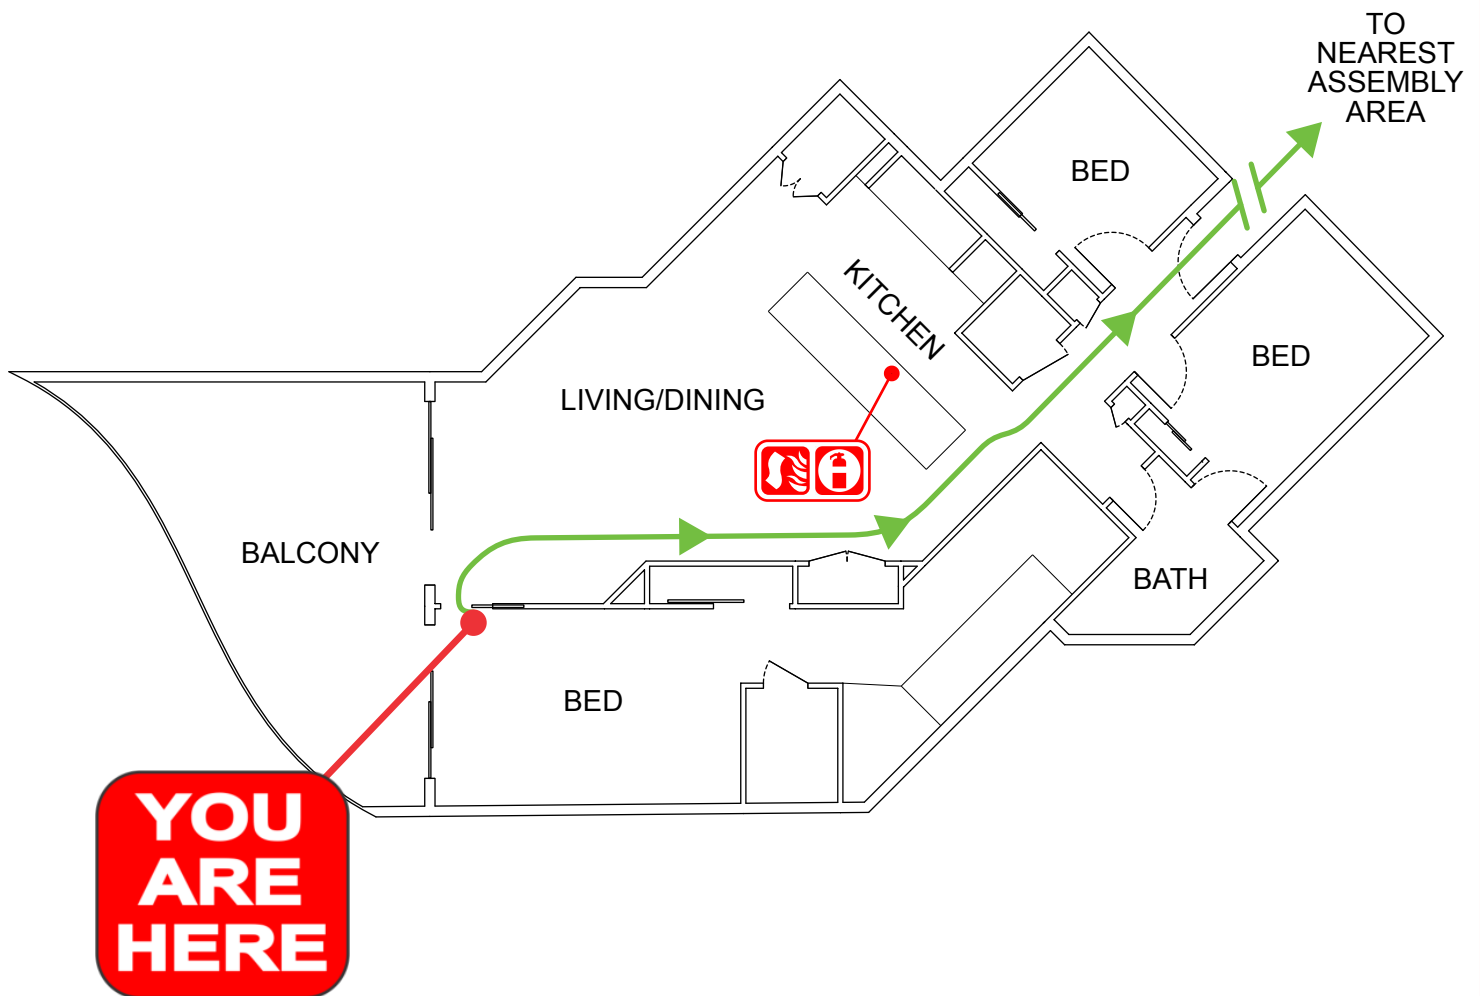 TO
NEAREST
ASSEMBLY
AREA
BED
KITCHEN
BED
LIVING/DINING
BALCONY
BATH
BED
YOU
ARE
HERE